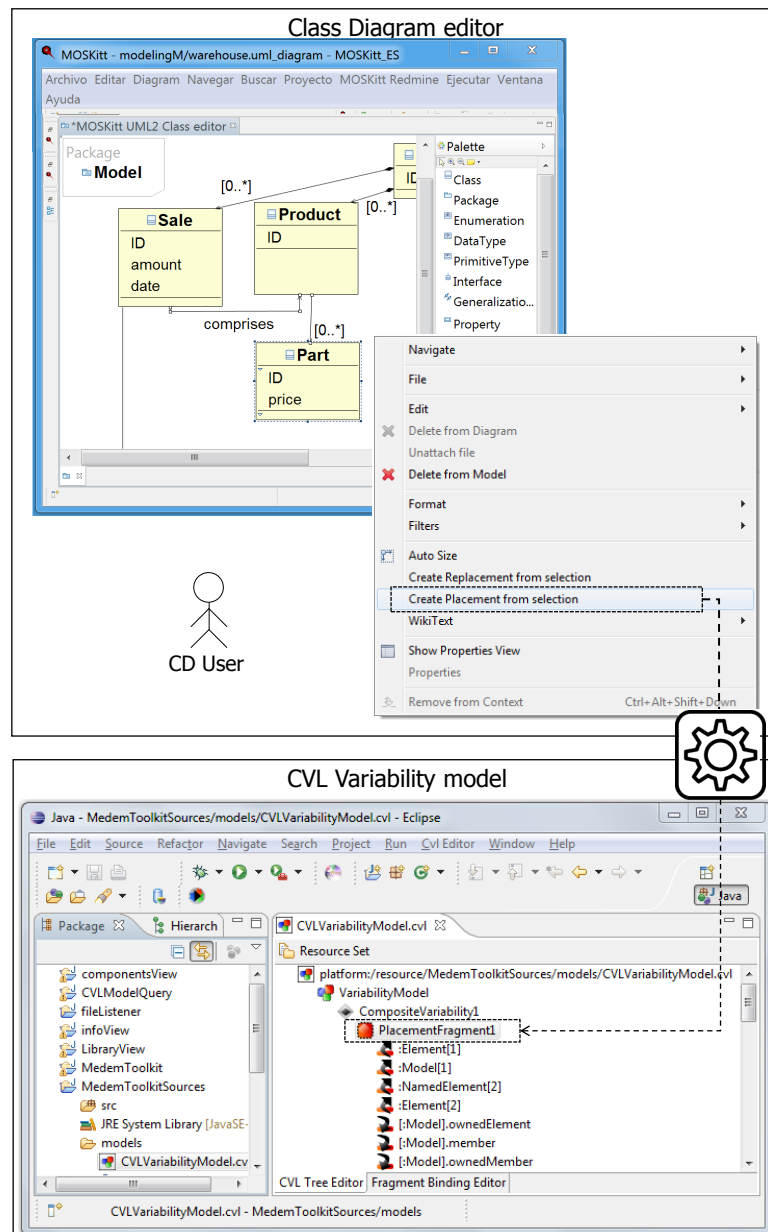 Class Diagram editor
MOSKitt - modelingM/warehouse.uml_diagram - MOSKitt_ES
Archivo Editar Diagram Navegar Buscar Proyecto MOSKitt Redmine Ejecutar Ventana
Ayuda
*MOSKitt UML2 Class editor
Package
Model
[0..*]
Sale
ID
amount
date
Product
ID
[0..*]
comprises
[0..*]
Part
ID
price
Palette
Class
Package
Enumeration
DataType
PrimitiveType
Interface
Generalizatio...
Property
Navigate
File
Edit
Delete from Diagram
Unattach file
Delete from Model
Format
Filters
Auto Size
Create Replacement from selection
Create Placement from selection
WikiText
Show Properties View
Properties
Remove from Context Ctrl+Alt+Shift+Down
CD User
CVL Variability model
Java - MedemToolkitSources/models/CVLVariabilityModel.cvl - Eclipse
File Edit Source Refactor Navigate Search Project Run Cvl Editor Window Help
Java
Package
Hierarch
componentsView
CVLModelQuery
fileListener
infoView
LibraryView
MedemToolkit
MedemToolkitSources
src
JRE System Library [JavaSE-
models
CVLVariabilityModel.cv
CVLVariabilityModel.cvl
Resource Set
platform:/resource/MedemToolkitSources/models/CVLVariabilityModel.cvl
VariabilityModel
CompositeVariability1
PlacementFragment1
:Element[1]
:Model[1]
:NamedElement[2]
:Element[2]
[:Model].ownedElement
[:Model].member
[:Model].ownedMember
CVL Tree Editor Fragment Binding Editor
CVLVariabilityModel.cvl - MedemToolkitSources/models